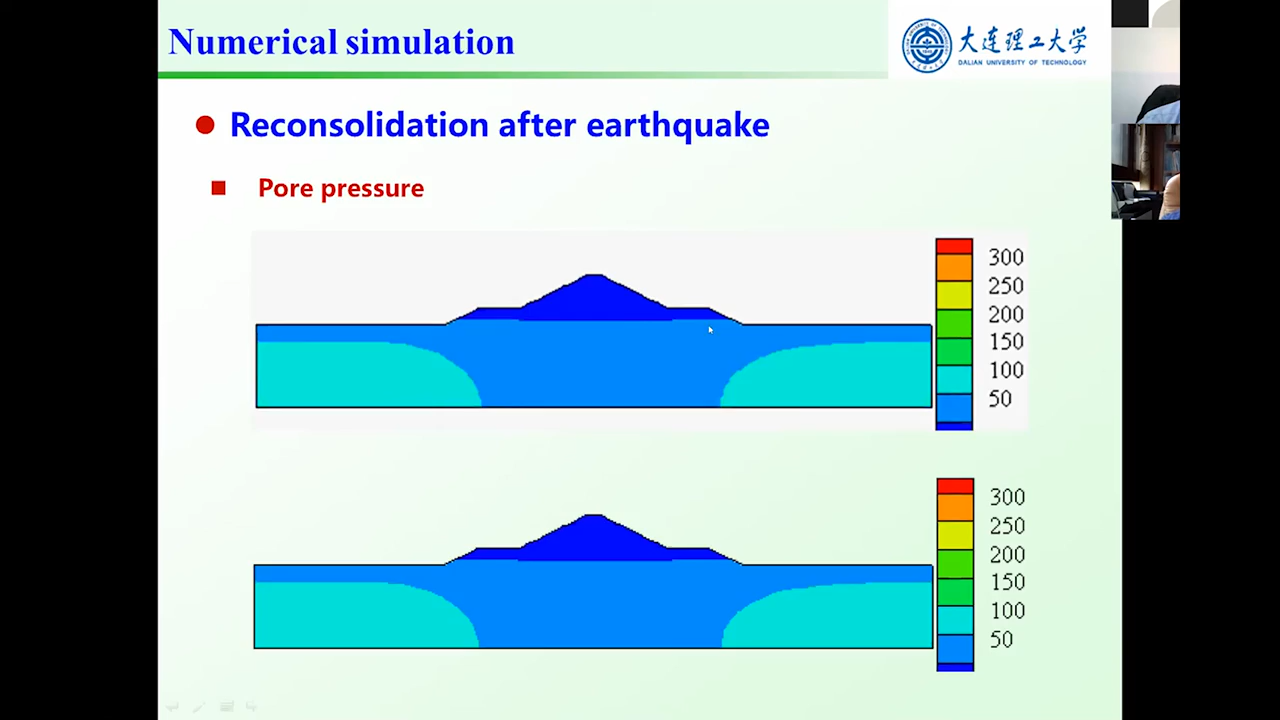 Numerical simulation
大连理工大学
DALIAN UNIVERSITY OF TECHNOLOGY
Reconsolidation after earthquake
Pore pressure
300
250
200
150
100
50
300
250
200
150
100
50